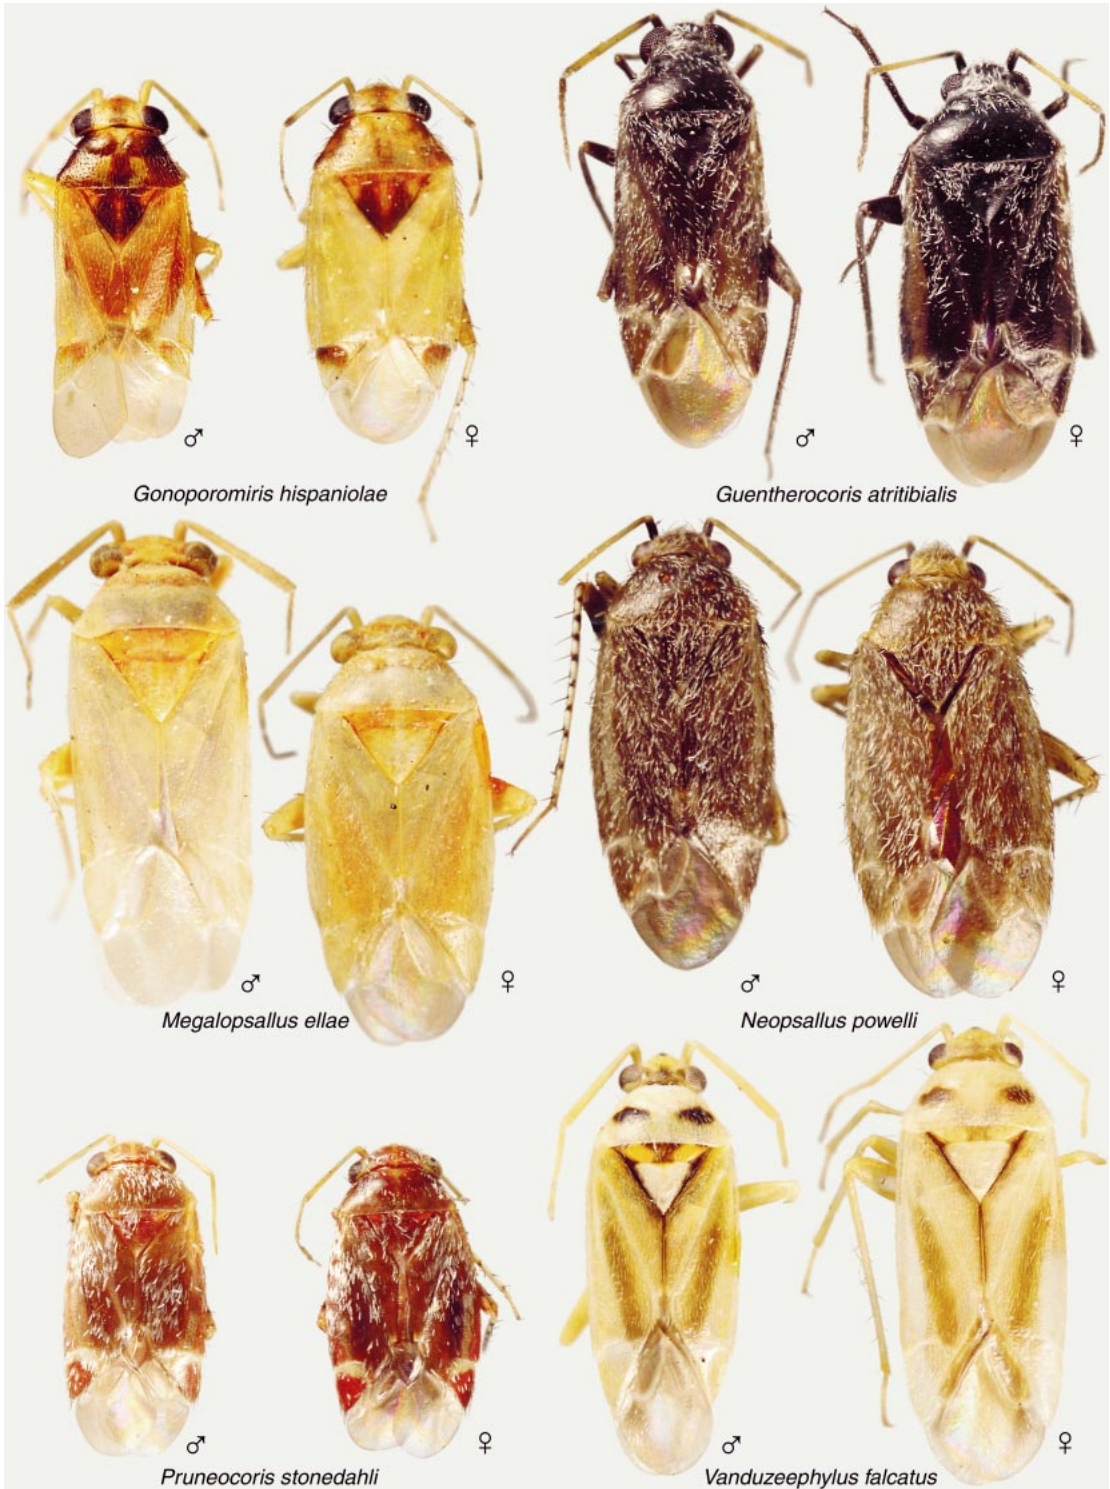 ♂ ♀ ♂ ♀
Gonoporomiris hispaniolae
Guentherocoris atritibialis
♂ ♀ ♂ ♀
Megalopsallus ellae
Neopsallus powelli
♂ ♀ ♂ ♀
Pruneocoris stonedahli
Vanduzeephylus falcatus